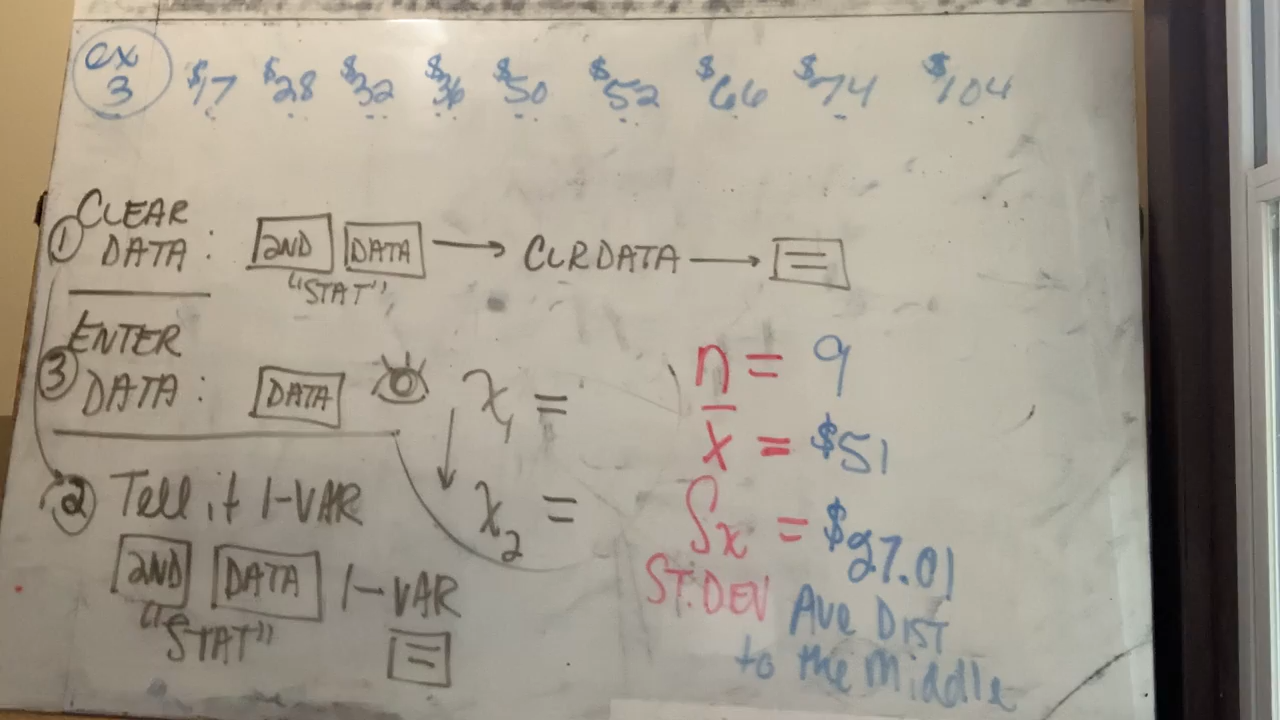 ex 3 $17 $28 $32 $36 $50 $52 $66 $74 $104
① CLEAR DATA: 2ND DATA → CLRDATA → =
"STAT"
③ ENTER DATA: DATA x₁ =
x₂ =
② Tell it 1-VAR
2ND DATA 1-VAR
"STAT" =
n = 9
x̄ = $51
Sx = $27.01
ST.DEV Ave DIST
to the Middle